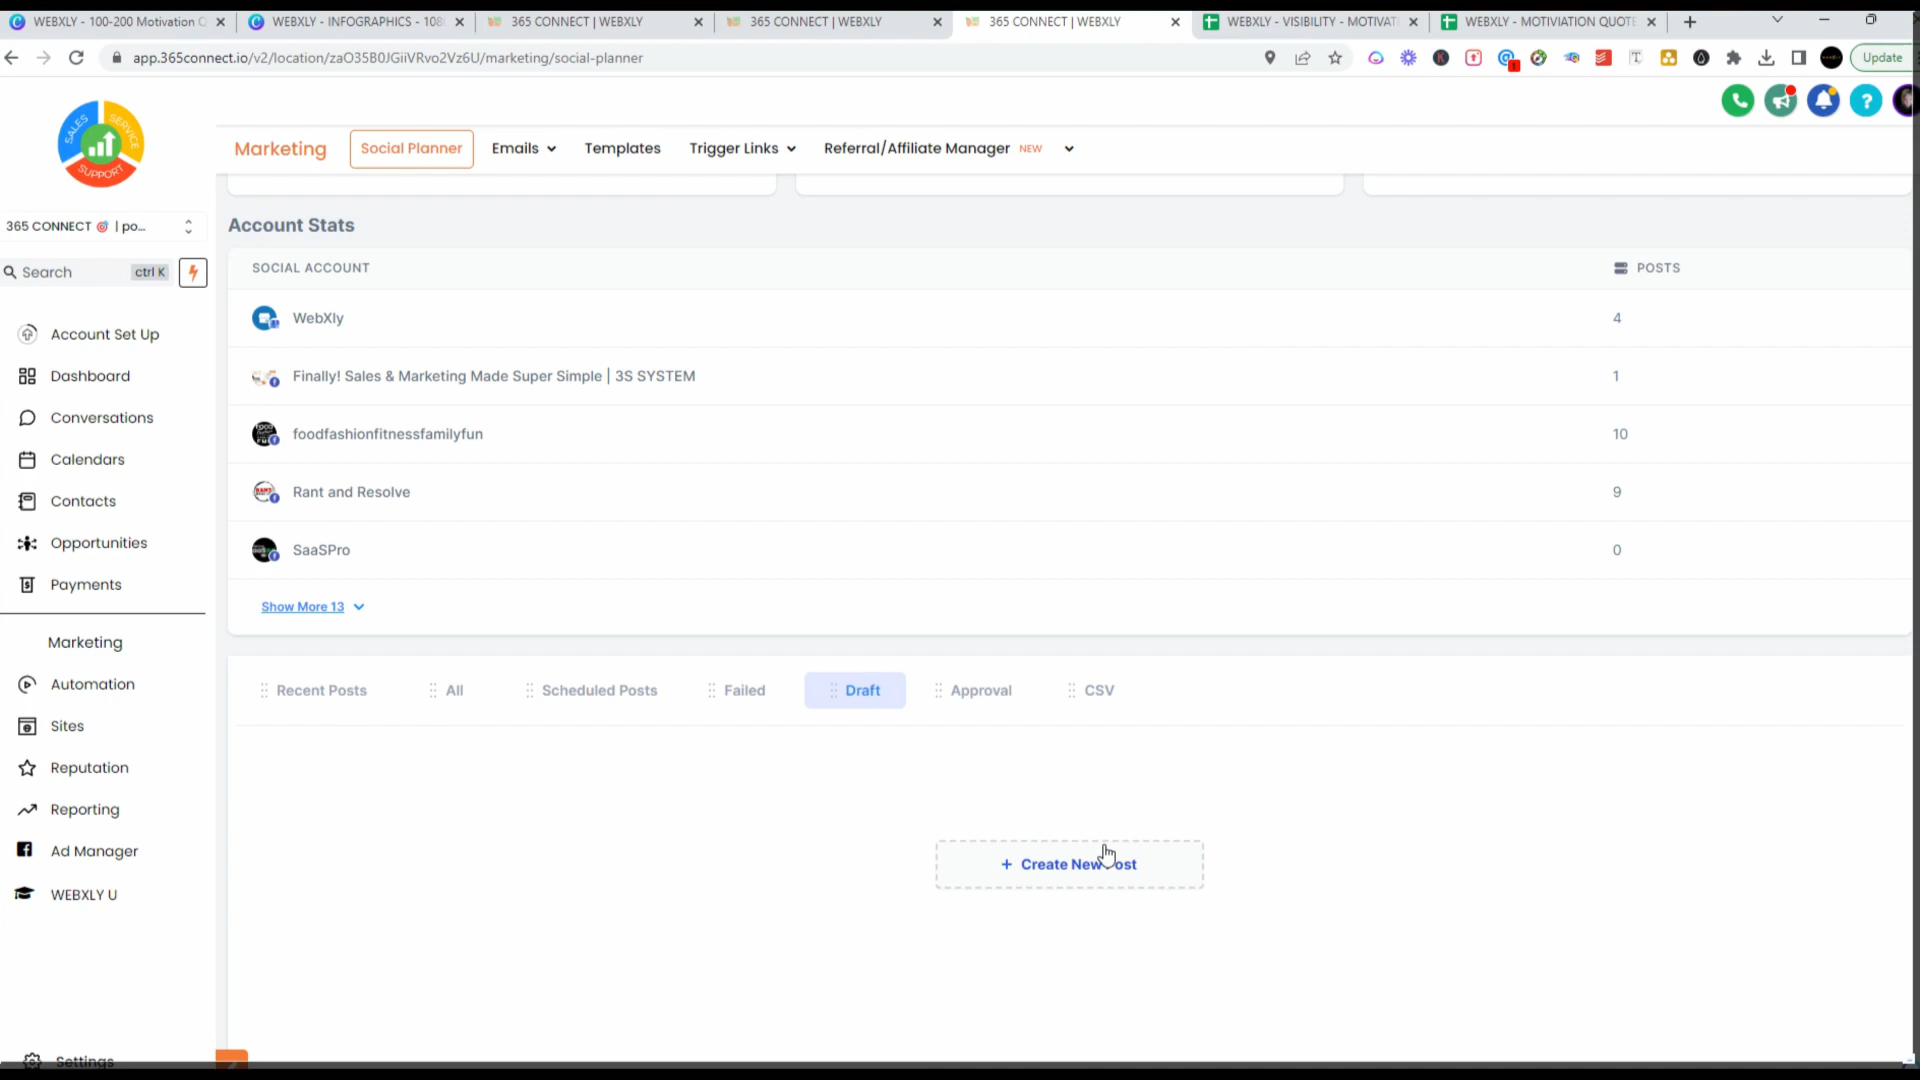 WEBXLY - 100-200 Motivation Q
WEBXLY - INFOGRAPHICS - 108
365 CONNECT | WEBXLY
365 CONNECT | WEBXLY
365 CONNECT | WEBXLY
WEBXLY - VISIBILITY - MOTIVAT
WEBXLY - MOTIVIATION QUOTE
app.365connect.io/v2/location/zaO35B0JGiiVRvo2Vz6U/marketing/social-planner
Update
SALES
SERVICE
SUPPORT
Marketing
Social Planner
Emails
Templates
Trigger Links
Referral/Affiliate Manager NEW
365 CONNECT 🎯 | po...
Search
ctrl K
Account Set Up
Dashboard
Conversations
Calendars
Contacts
Opportunities
Payments
Marketing
Automation
Sites
Reputation
Reporting
Ad Manager
WEBXLY U
Settings
Account Stats
SOCIAL ACCOUNT
POSTS
WebXly
4
Finally! Sales & Marketing Made Super Simple | 3S SYSTEM
1
foodfashionfitnessfamilyfun
10
Rant and Resolve
9
SaaSPro
0
Show More 13
Recent Posts
All
Scheduled Posts
Failed
Draft
Approval
CSV
+ Create New Post